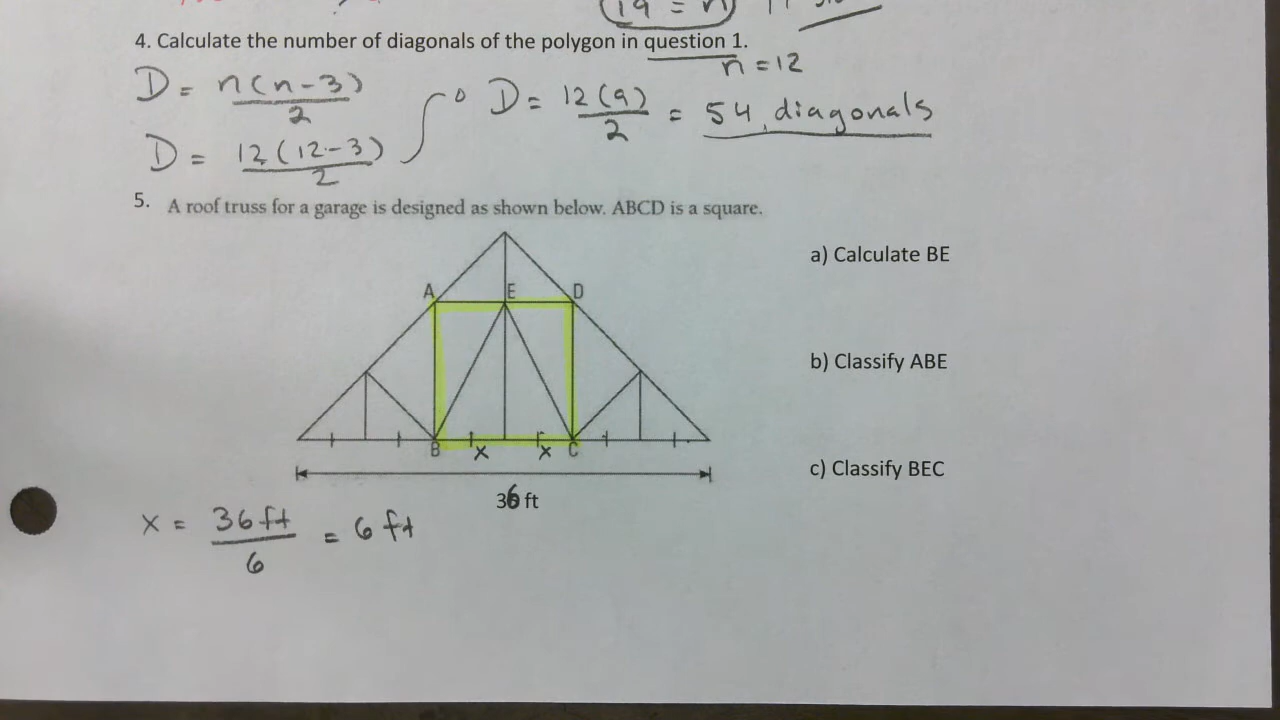 19 = n
4. Calculate the number of diagonals of the polygon in question 1.
n = 12
D = n(n-3)/2
D = 12(9)/2 = 54 diagonals
D = 12(12-3)/2
5. A roof truss for a garage is designed as shown below. ABCD is a square.
a) Calculate BE
A E D
b) Classify ABE
B x x C
c) Classify BEC
36 ft
x = 36ft/6 = 6 ft